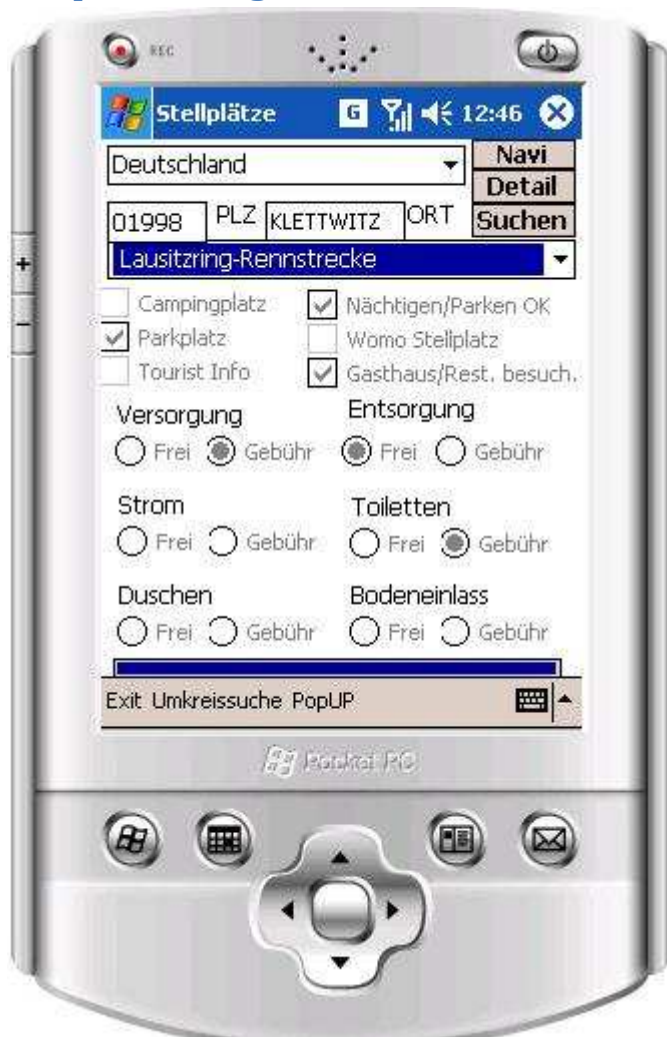 REC
Stellplätze G 12:46
Deutschland Navi
Detail
01998 PLZ KLETTWITZ ORT Suchen
Lausitzring-Rennstrecke
Campingplatz Nächtigen/Parken OK
Parkplatz Womo Stellplatz
Tourist Info Gasthaus/Rest. besuch.
Versorgung Entsorgung
Frei Gebühr Frei Gebühr
Strom Toiletten
Frei Gebühr Frei Gebühr
Duschen Bodeneinlass
Frei Gebühr Frei Gebühr
Exit Umkreissuche PopUP
Pocket PC